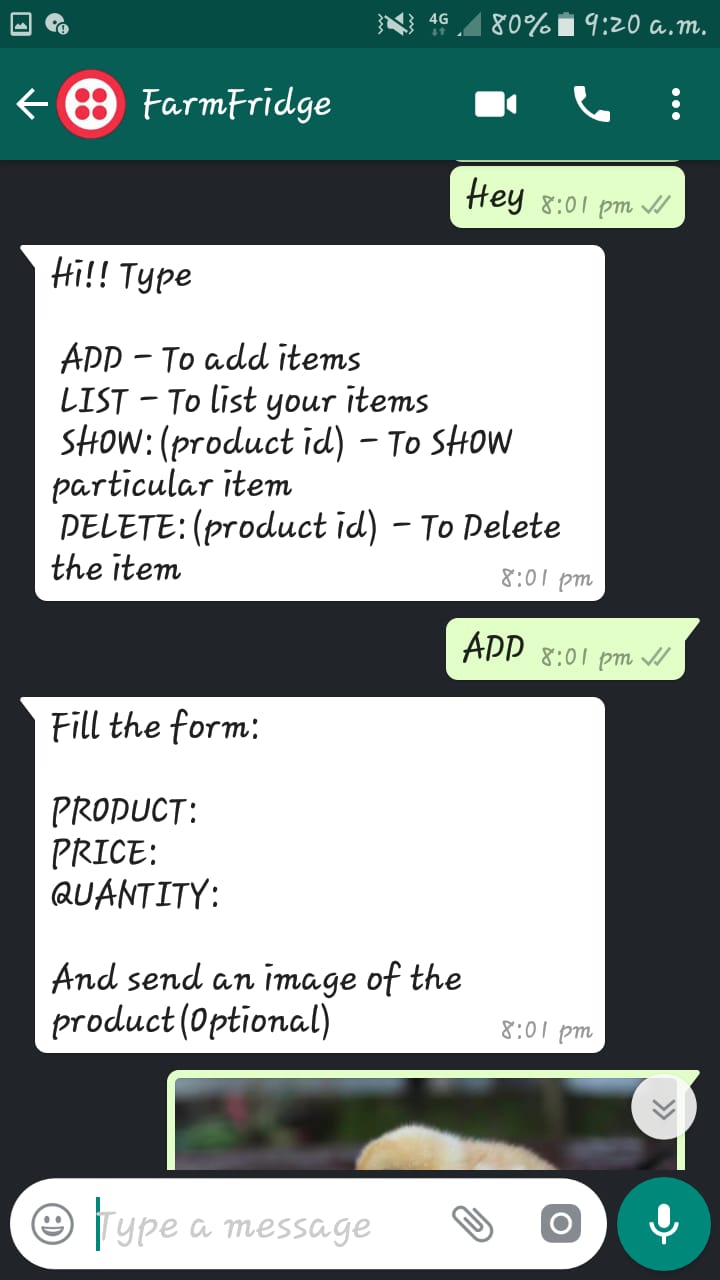 4G 80% 9:20 a.m.
FarmFridge
Hey 8:01 pm
Hi!! Type
ADD - To add items
LIST - To list your items
SHOW:(product id) - To SHOW
particular item
DELETE:(product id) - To Delete
the item 8:01 pm
ADD 8:01 pm
Fill the form:
PRODUCT:
PRICE:
QUANTITY:
And send an image of the
product(Optional) 8:01 pm
Type a message